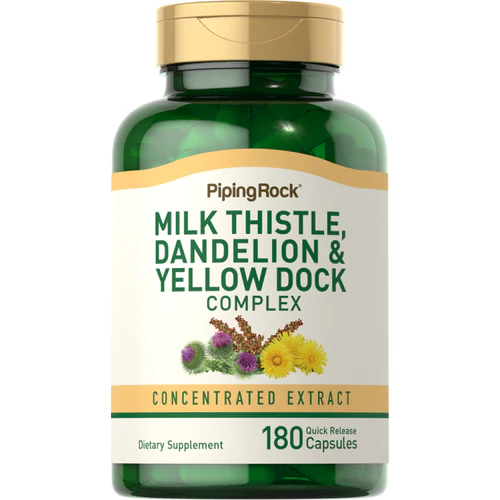 PipingRock®
MILK THISTLE,
DANDELION &
YELLOW DOCK
COMPLEX
CONCENTRATED EXTRACT
Dietary Supplement
180 Quick Release
Capsules